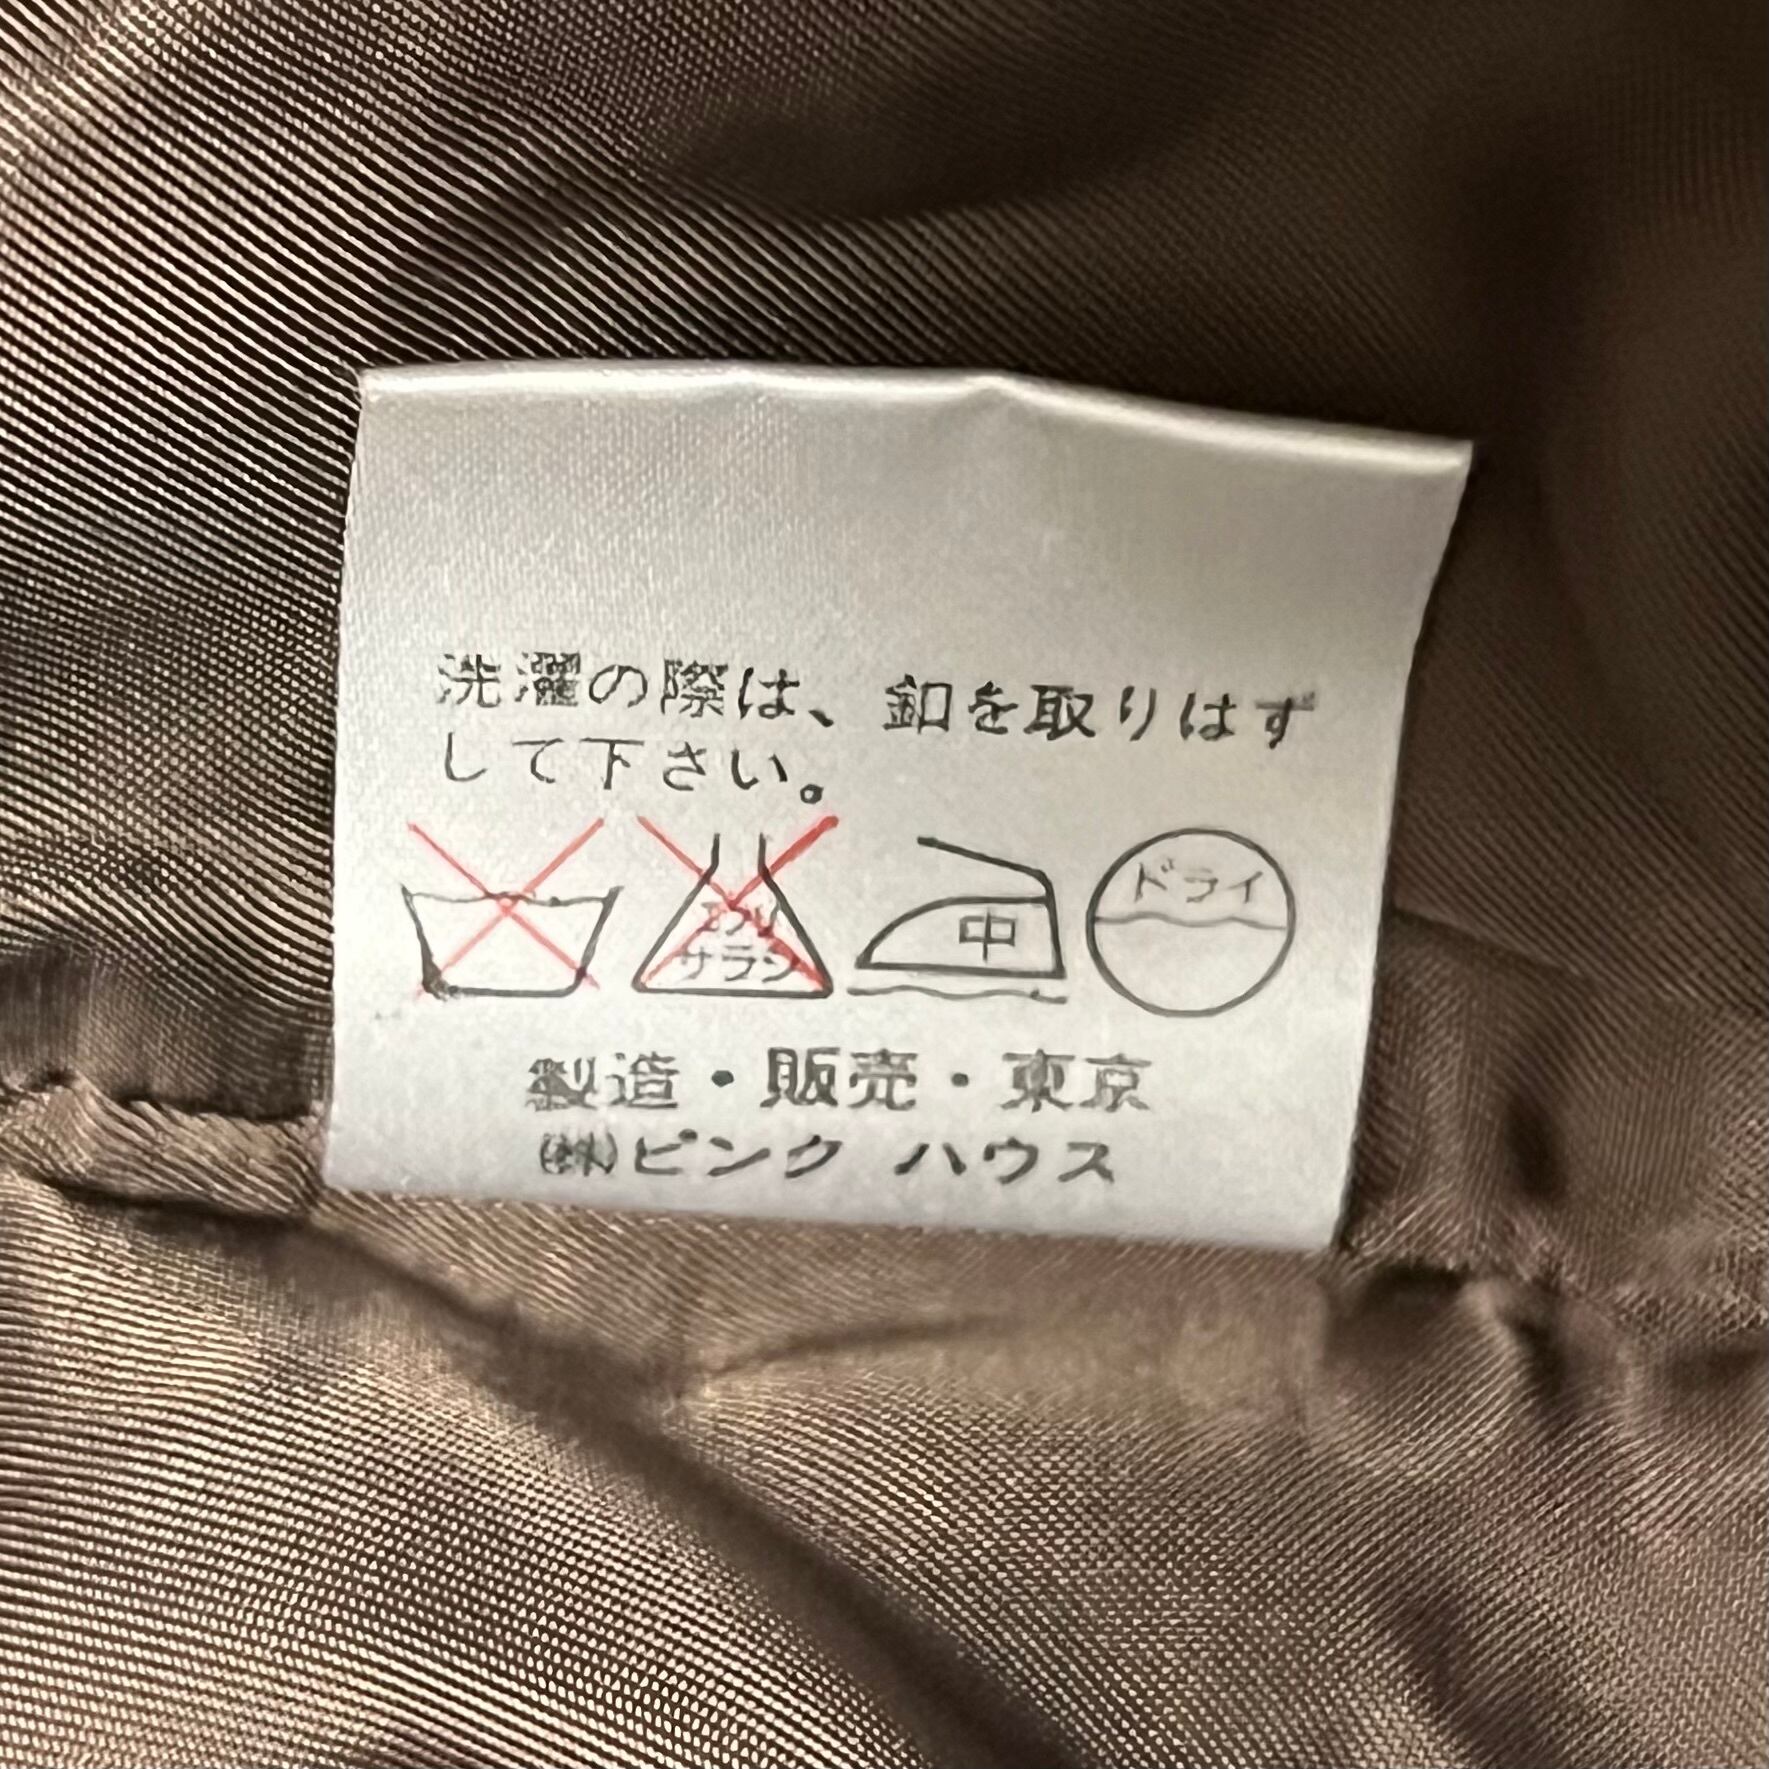 洗濯の際は、釦を取りはず
して下さい。
エンソ
サラシ
中
ドライ
製造・販売・東京
㈱ピンク ハウス